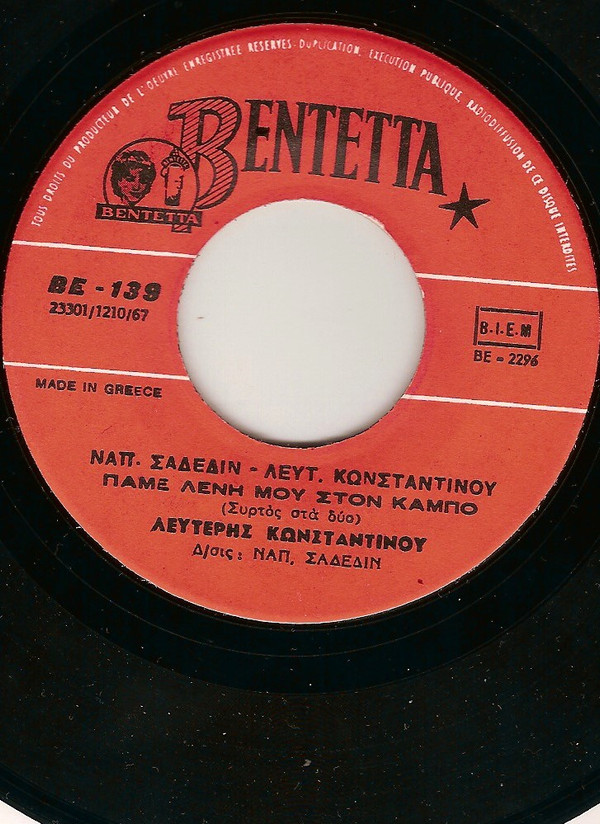 TOUS DROITS DU PRODUCTEUR DE L'OEUVRE ENREGISTREE RESERVES. DUPLICATION, EXECUTION PUBLIQUE, RADIODIFFUSION DE CE DISQUE INTERDITES
BENTETTA
BENTETTA
BE - 139
23301/1210/67
B.I.E.M
BE - 2296
MADE IN GREECE
ΝΑΠ. ΣΑΔΕΔΙΝ - ΛΕΥΤ. ΚΩΝΣΤΑΝΤΙΝΟΥ
ΠΑΜΕ ΛΕΝΗ ΜΟΥ ΣΤΟΝ ΚΑΜΠΟ
(Συρτὸς στὰ δύο)
ΛΕΥΤΕΡΗΣ ΚΩΝΣΤΑΝΤΙΝΟΥ
Δ/σις: ΝΑΠ, ΣΑΔΕΔΙΝ